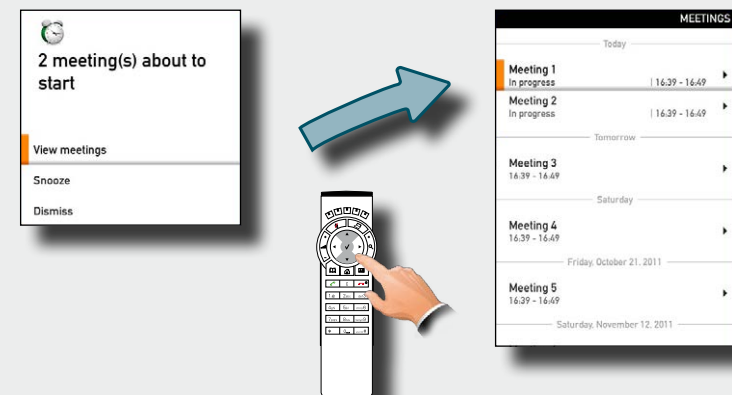 2 meeting(s) about to
start
View meetings
Snooze
Dismiss
MEETINGS
Today
Meeting 1
In progress | 16:39 - 16:49
Meeting 2
In progress | 16:39 - 16:49
Tomorrow
Meeting 3
16:39 - 16:49
Saturday
Meeting 4
16:39 - 16:49
Friday, October 21, 2011
Meeting 5
16:39 - 16:49
Saturday, November 12, 2011